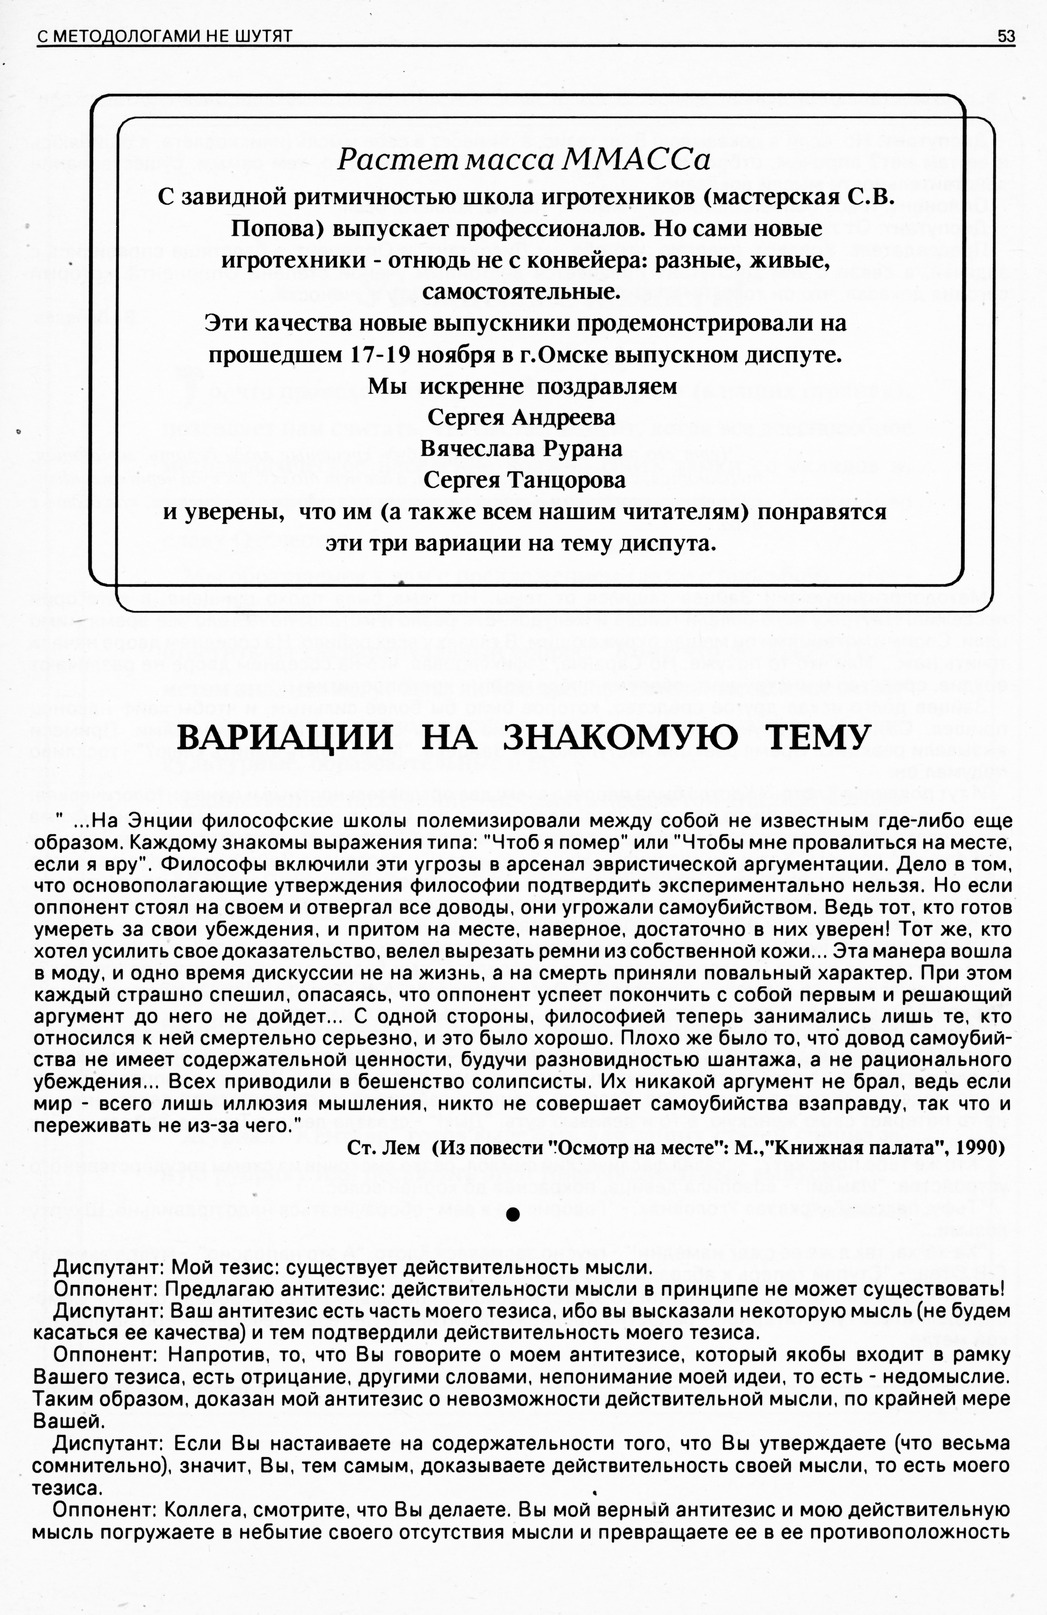 С МЕТОДОЛОГАМИ НЕ ШУТЯТ 53
Растет масса ММАССа
С завидной ритмичностью школа игротехников (мастерская С.В.
Попова) выпускает профессионалов. Но сами новые
игротехники - отнюдь не с конвейера: разные, живые,
самостоятельные.
Эти качества новые выпускники продемонстрировали на
прошедшем 17-19 ноября в г.Омске выпускном диспуте.
Мы искренне поздравляем
Сергея Андреева
Вячеслава Рурана
Сергея Танцорова
и уверены, что им (а также всем нашим читателям) понравятся
эти три вариации на тему диспута.
ВАРИАЦИИ НА ЗНАКОМУЮ ТЕМУ
" ...На Энции философские школы полемизировали между собой не известным где-либо еще
образом. Каждому знакомы выражения типа: "Чтоб я помер" или "Чтобы мне провалиться на месте,
если я вру". Философы включили эти угрозы в арсенал эвристической аргументации. Дело в том,
что основополагающие утверждения философии подтвердить экспериментально нельзя. Но если
оппонент стоял на своем и отвергал все доводы, они угрожали самоубийством. Ведь тот, кто готов
умереть за свои убеждения, и притом на месте, наверное, достаточно в них уверен! Тот же, кто
хотел усилить свое доказательство, велел вырезать ремни из собственной кожи... Эта манера вошла
в моду, и одно время дискуссии не на жизнь, а на смерть приняли повальный характер. При этом
каждый страшно спешил, опасаясь, что оппонент успеет покончить с собой первым и решающий
аргумент до него не дойдет... С одной стороны, философией теперь занимались лишь те, кто
относился к ней смертельно серьезно, и это было хорошо. Плохо же было то, что довод самоубий-
ства не имеет содержательной ценности, будучи разновидностью шантажа, а не рационального
убеждения... Всех приводили в бешенство солипсисты. Их никакой аргумент не брал, ведь если
мир - всего лишь иллюзия мышления, никто не совершает самоубийства взаправду, так что и
переживать не из-за чего."
Ст. Лем (Из повести "Осмотр на месте": М.,"Книжная палата", 1990)
●
Диспутант: Мой тезис: существует действительность мысли.
Оппонент: Предлагаю антитезис: действительности мысли в принципе не может существовать!
Диспутант: Ваш антитезис есть часть моего тезиса, ибо вы высказали некоторую мысль (не будем
касаться ее качества) и тем подтвердили действительность моего тезиса.
Оппонент: Напротив, то, что Вы говорите о моем антитезисе, который якобы входит в рамку
Вашего тезиса, есть отрицание, другими словами, непонимание моей идеи, то есть - недомыслие.
Таким образом, доказан мой антитезис о невозможности действительной мысли, по крайней мере
Вашей.
Диспутант: Если Вы настаиваете на содержательности того, что Вы утверждаете (что весьма
сомнительно), значит, Вы, тем самым, доказываете действительность своей мысли, то есть моего
тезиса.
Оппонент: Коллега, смотрите, что Вы делаете. Вы мой верный антитезис и мою действительную
мысль погружаете в небытие своего отсутствия мысли и превращаете ее в ее противоположность